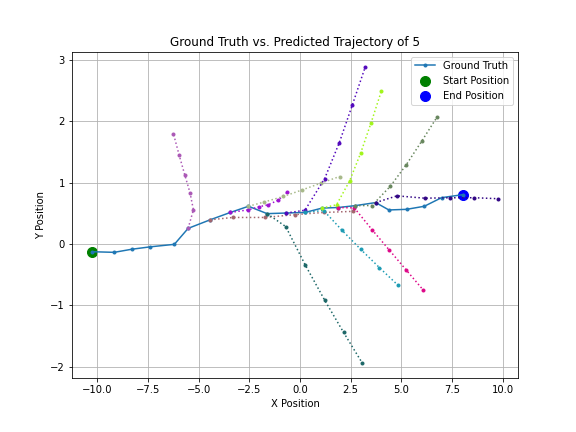 Ground Truth vs. Predicted Trajectory of 5
Ground Truth
Start Position
End Position
Y Position
3
2
1
0
−1
−2
−10.0 −7.5 −5.0 −2.5 0.0 2.5 5.0 7.5 10.0
X Position